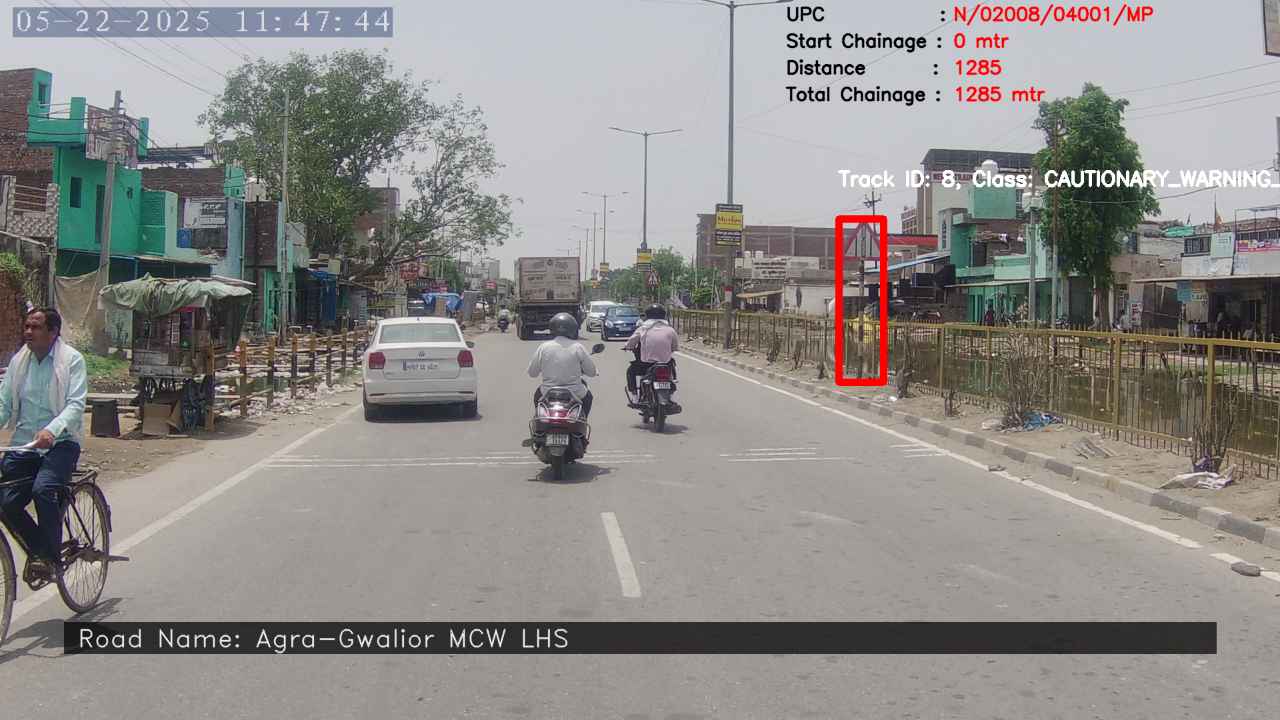 05-22-2025 11:47:44
UPC : N/02008/04001/MP
Start Chainage : 0 mtr
Distance : 1285
Total Chainage : 1285 mtr
Track ID: 8, Class: CAUTIONARY_WARNING_
Road Name: Agra-Gwalior MCW LHS